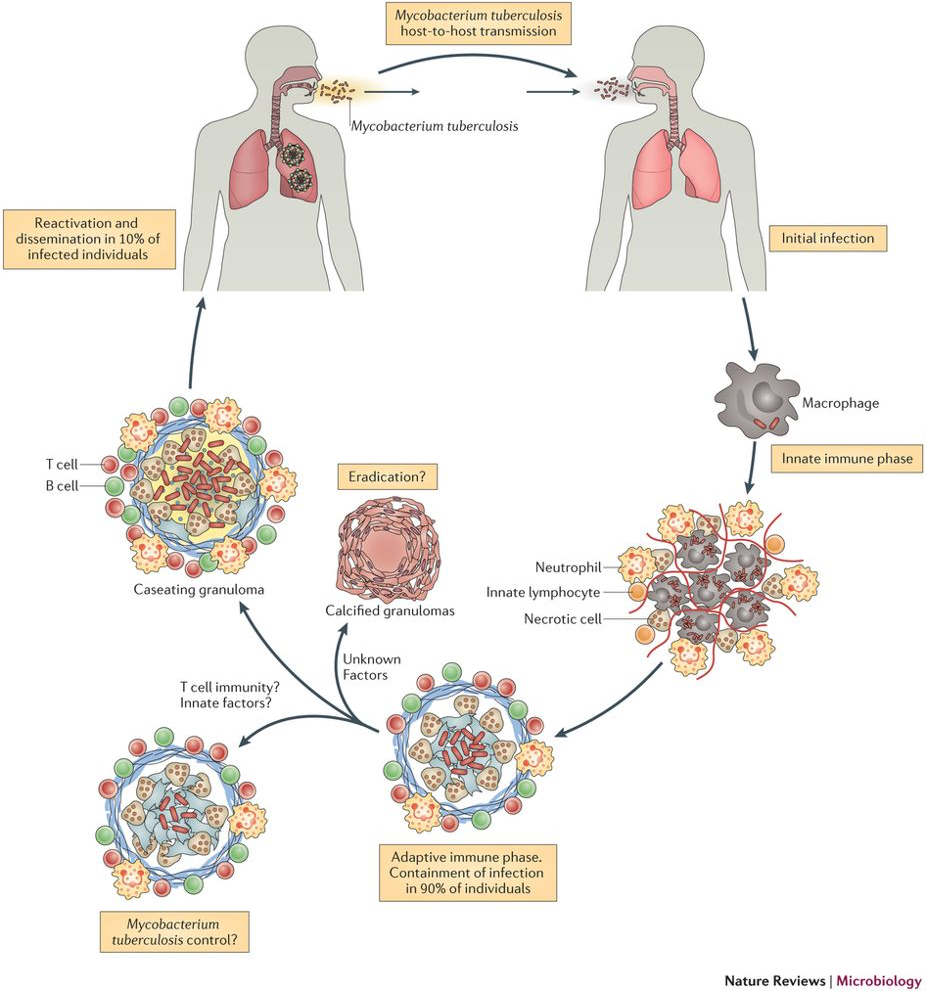 Mycobacterium tuberculosis
host-to-host transmission
Mycobacterium tuberculosis
Reactivation and
dissemination in 10% of
infected individuals
Initial infection
Macrophage
Innate immune phase
T cell
B cell
Eradication?
Caseating granuloma
Calcified granulomas
Neutrophil
Innate lymphocyte
Necrotic cell
Unknown
Factors
T cell immunity?
Innate factors?
Adaptive immune phase.
Containment of infection
in 90% of individuals
Mycobacterium
tuberculosis control?
Nature Reviews | Microbiology